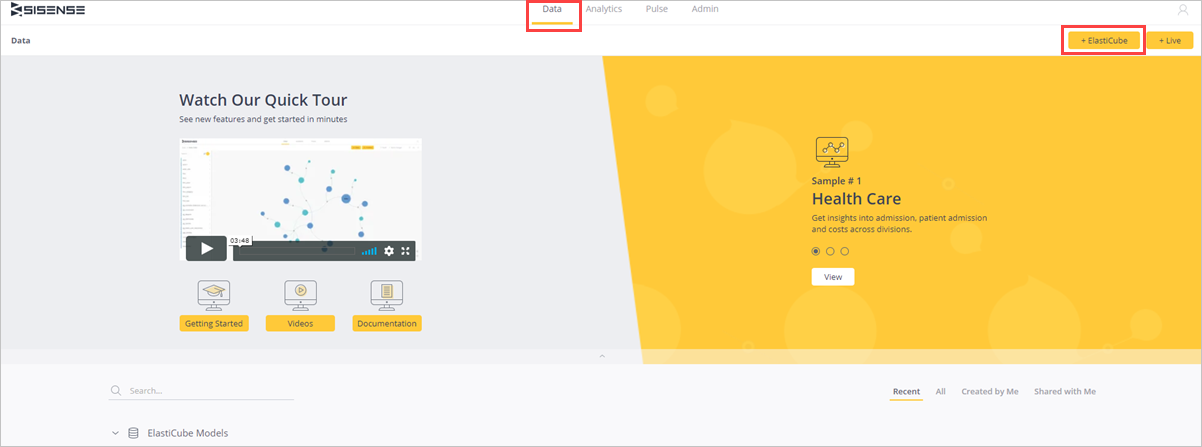 SISENSE
Data Analytics Pulse Admin
Data
+ ElastiCube + Live
Watch Our Quick Tour
See new features and get started in minutes
03:48
Getting Started Videos Documentation
Sample # 1
Health Care
Get insights into admission, patient admission
and costs across divisions.
View
Search...
Recent All Created by Me Shared with Me
ElastiCube Models